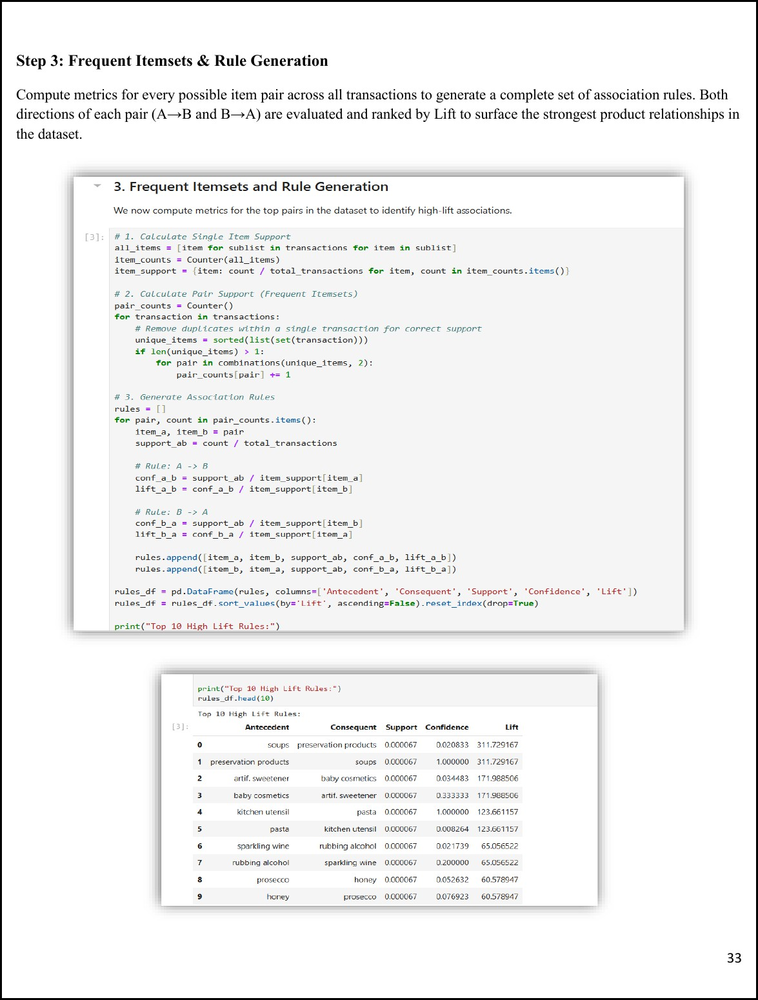 Step 3: Frequent Itemsets & Rule Generation
Compute metrics for every possible item pair across all transactions to generate a complete set of association rules. Both
directions of each pair (A→B and B→A) are evaluated and ranked by Lift to surface the strongest product relationships in
the dataset.
3. Frequent Itemsets and Rule Generation
We now compute metrics for the top pairs in the dataset to identify high-lift associations.
[3]: # 1. Calculate Single Item Support
all_items = [item for sublist in transactions for item in sublist]
item_counts = Counter(all_items)
item_support = {item: count / total_transactions for item, count in item_counts.items()}
# 2. Calculate Pair Support (Frequent Itemsets)
pair_counts = Counter()
for transaction in transactions:
    # Remove duplicates within a single transaction for correct support
    unique_items = sorted(list(set(transaction)))
    if len(unique_items) > 1:
        for pair in combinations(unique_items, 2):
            pair_counts[pair] += 1
# 3. Generate Association Rules
rules = []
for pair, count in pair_counts.items():
    item_a, item_b = pair
    support_ab = count / total_transactions
    # Rule: A -> B
    conf_a_b = support_ab / item_support[item_a]
    lift_a_b = conf_a_b / item_support[item_b]
    # Rule: B -> A
    conf_b_a = support_ab / item_support[item_b]
    lift_b_a = conf_b_a / item_support[item_a]
    rules.append([item_a, item_b, support_ab, conf_a_b, lift_a_b])
    rules.append([item_b, item_a, support_ab, conf_b_a, lift_b_a])
rules_df = pd.DataFrame(rules, columns=['Antecedent', 'Consequent', 'Support', 'Confidence', 'Lift'])
rules_df = rules_df.sort_values(by='Lift', ascending=False).reset_index(drop=True)
print("Top 10 High Lift Rules:")
print("Top 10 High Lift Rules:")
rules_df.head(10)
Top 10 High Lift Rules:
[3]: Antecedent Consequent Support Confidence Lift
0 soups preservation products 0.000067 0.020833 311.729167
1 preservation products soups 0.000067 1.000000 311.729167
2 artif. sweetener baby cosmetics 0.000067 0.034483 171.988506
3 baby cosmetics artif. sweetener 0.000067 0.333333 171.988506
4 kitchen utensil pasta 0.000067 1.000000 123.661157
5 pasta kitchen utensil 0.000067 0.008264 123.661157
6 sparkling wine rubbing alcohol 0.000067 0.021739 65.056522
7 rubbing alcohol sparkling wine 0.000067 0.200000 65.056522
8 prosecco honey 0.000067 0.052632 60.578947
9 honey prosecco 0.000067 0.076923 60.578947
33